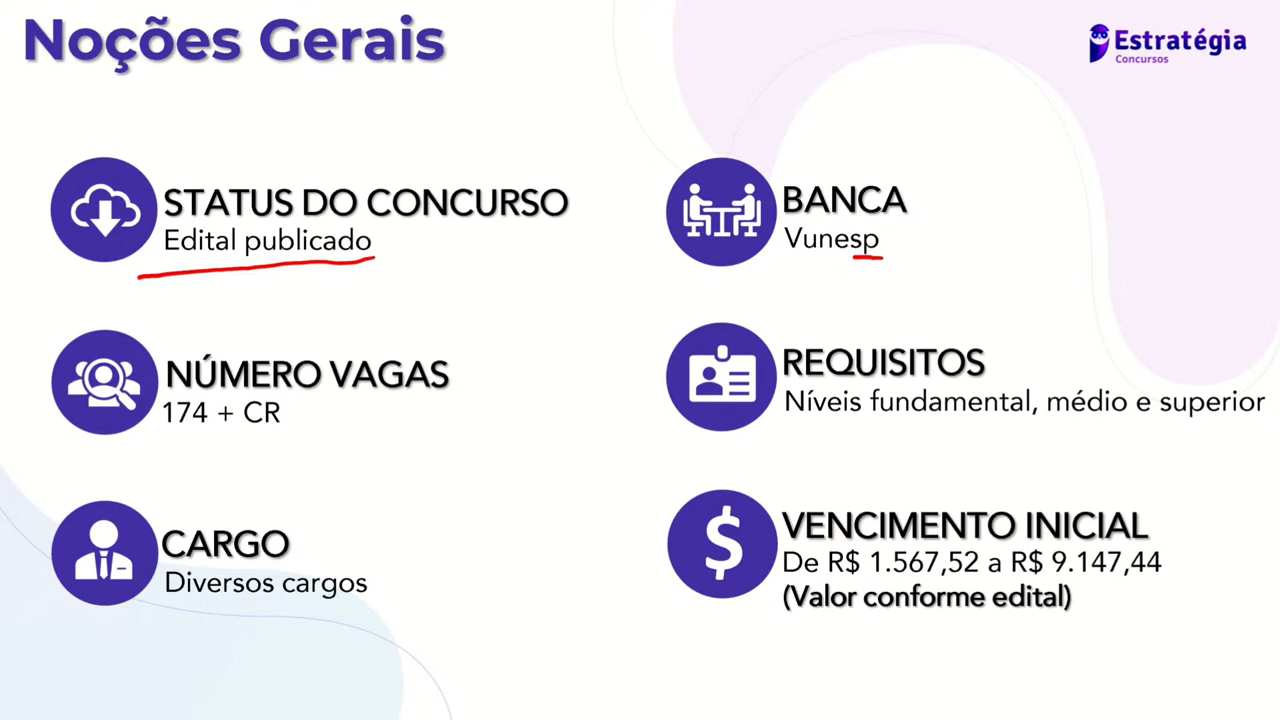 Noções Gerais
Estratégia
Concursos
STATUS DO CONCURSO
Edital publicado
BANCA
Vunesp
NÚMERO VAGAS
174 + CR
REQUISITOS
Níveis fundamental, médio e superior
CARGO
Diversos cargos
VENCIMENTO INICIAL
De R$ 1.567,52 a R$ 9.147,44
(Valor conforme edital)